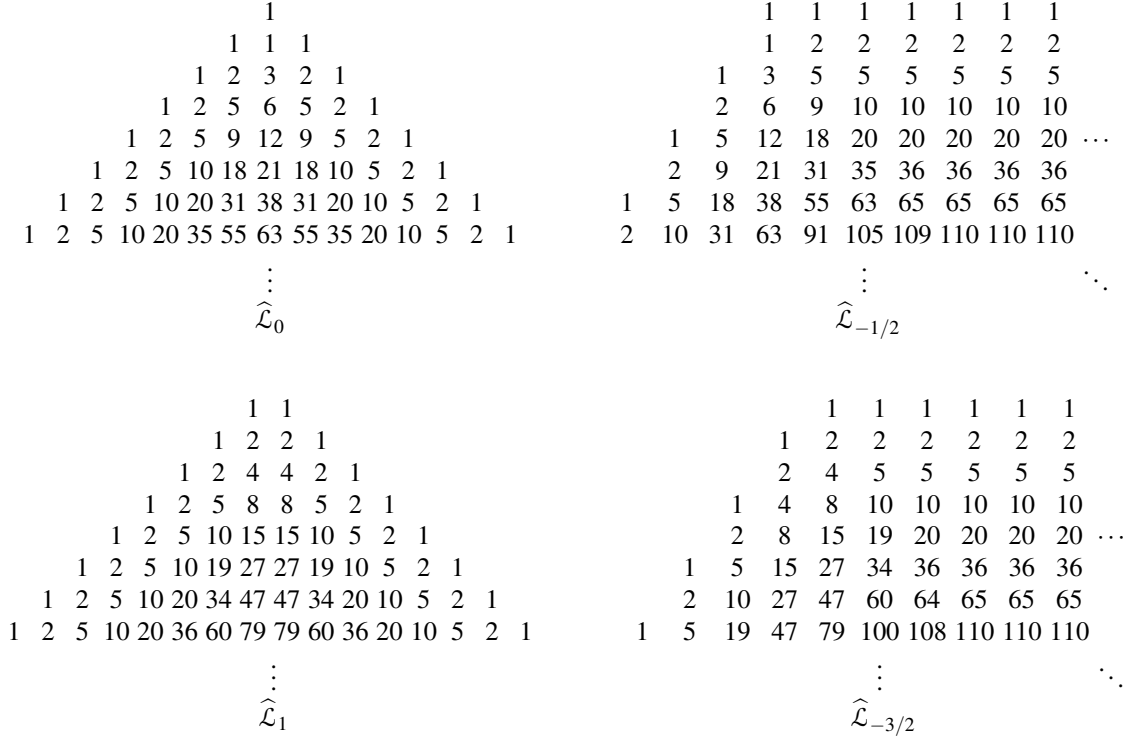 1 1 1 1 1 1 1 1
1 1 1 1 2 2 2 2 2 2
1 2 3 2 1 1 3 5 5 5 5 5 5
1 2 5 6 5 2 1 2 6 9 10 10 10 10 10
1 2 5 9 12 9 5 2 1 1 5 12 18 20 20 20 20 20 ⋯
1 2 5 10 18 21 18 10 5 2 1 2 9 21 31 35 36 36 36 36
1 2 5 10 20 31 38 31 20 10 5 2 1 1 5 18 38 55 63 65 65 65 65
1 2 5 10 20 35 55 63 55 35 20 10 5 2 1 2 10 31 63 91 105 109 110 110 110
⋮ ⋮ ⋱
\widehat{ℒ}_0 \widehat{ℒ}_{−1/2}
1 1 1 1 1 1 1 1
1 2 2 1 1 2 2 2 2 2 2
1 2 4 4 2 1 2 4 5 5 5 5 5
1 2 5 8 8 5 2 1 1 4 8 10 10 10 10 10
1 2 5 10 15 15 10 5 2 1 2 8 15 19 20 20 20 20 ⋯
1 2 5 10 19 27 27 19 10 5 2 1 1 5 15 27 34 36 36 36 36
1 2 5 10 20 34 47 47 34 20 10 5 2 1 2 10 27 47 60 64 65 65 65
1 2 5 10 20 36 60 79 79 60 36 20 10 5 2 1 1 5 19 47 79 100 108 110 110 110
⋮ ⋮ ⋱
\widehat{ℒ}_1 \widehat{ℒ}_{−3/2}